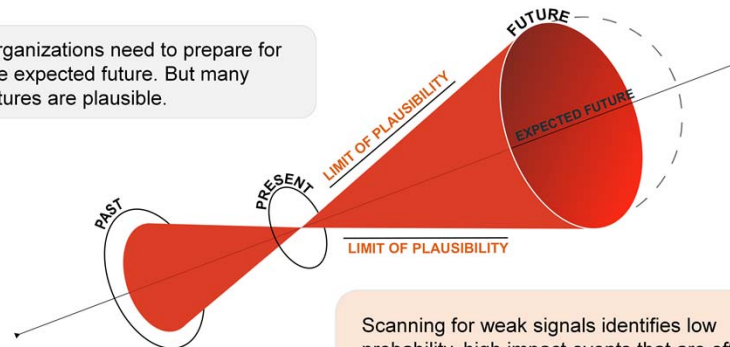 rganizations need to prepare for
e expected future. But many
tures are plausible.
FUTURE
LIMIT OF PLAUSIBILITY
EXPECTED FUTURE
PRESENT
PAST
LIMIT OF PLAUSIBILITY
Scanning for weak signals identifies low